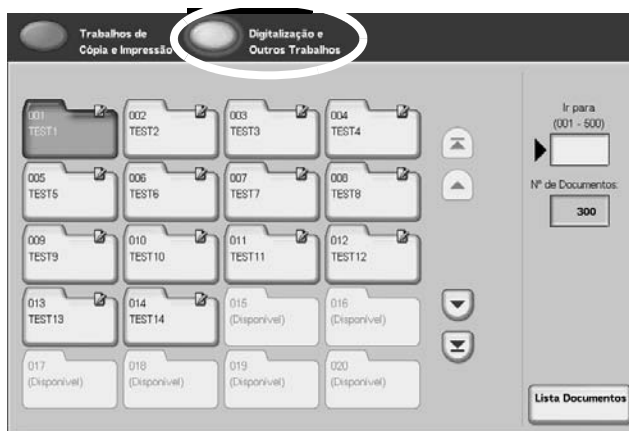 Trabalhos de
Cópia e Impressão
Digitalização e
Outros Trabalhos
001
TEST1
002
TEST2
003
TEST3
004
TEST4
005
TEST5
006
TEST6
007
TEST7
008
TEST8
009
TEST9
010
TEST10
011
TEST11
012
TEST12
013
TEST13
014
TEST14
015
(Disponível)
016
(Disponível)
017
(Disponível)
018
(Disponível)
019
(Disponível)
020
(Disponível)
Ir para
(001 - 500)
Nº de Documentos:
300
Lista Documentos